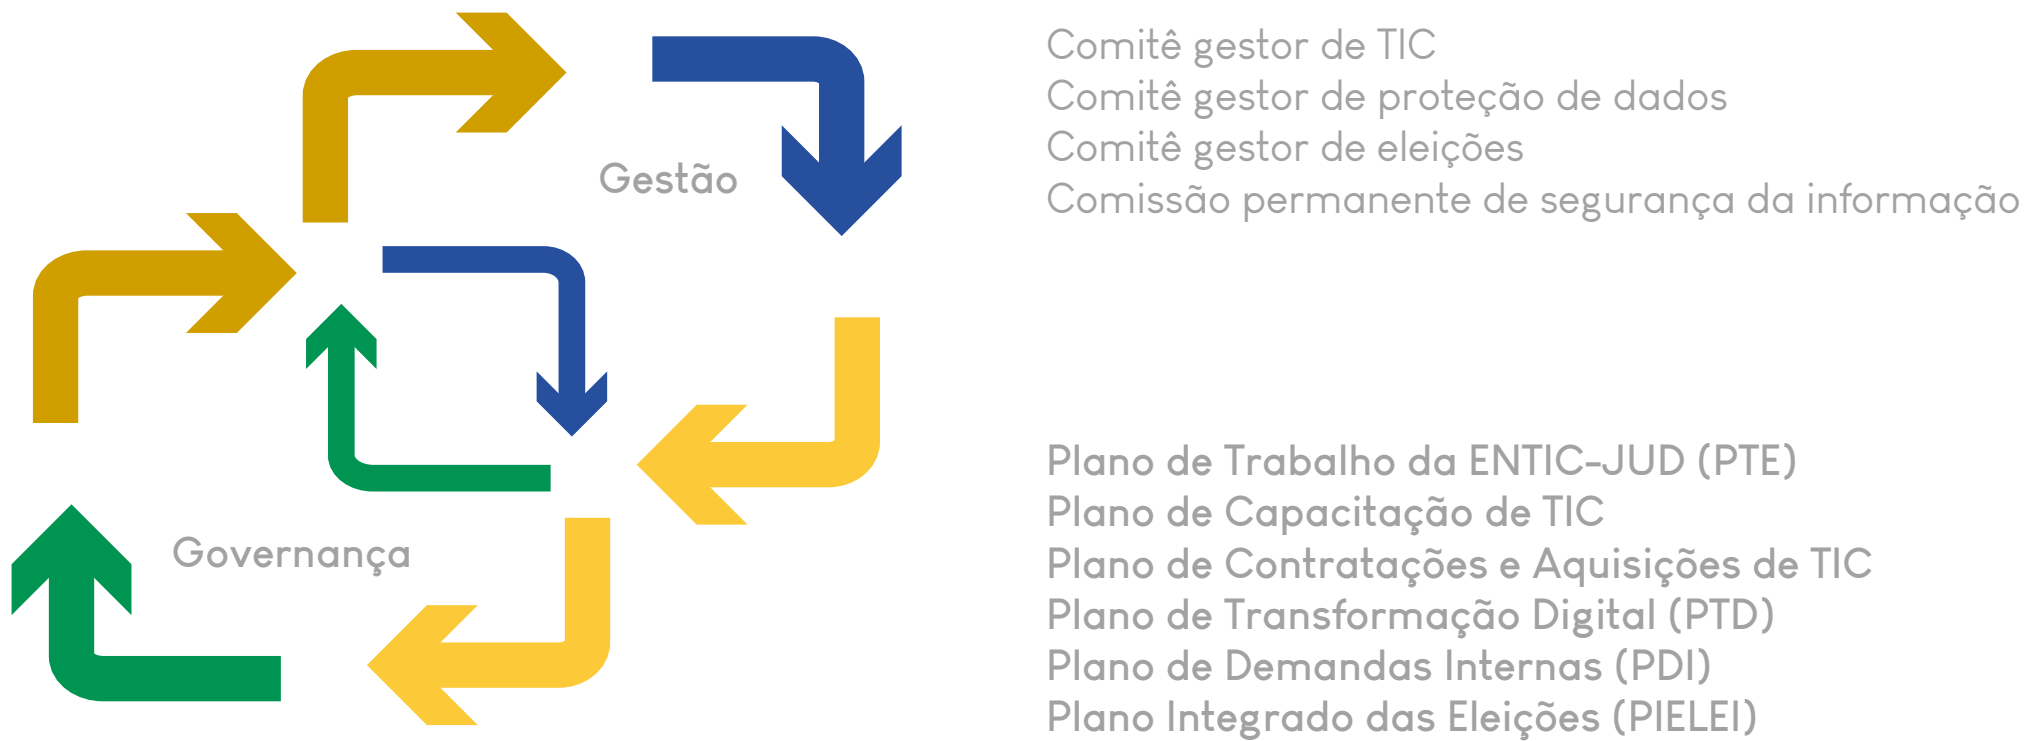 Comitê gestor de TIC
Comitê gestor de proteção de dados
Comitê gestor de eleições
Comissão permanente de segurança da informação
Gestão
Governança
Plano de Trabalho da ENTIC-JUD (PTE)
Plano de Capacitação de TIC
Plano de Contratações e Aquisições de TIC
Plano de Transformação Digital (PTD)
Plano de Demandas Internas (PDI)
Plano Integrado das Eleições (PIELEI)